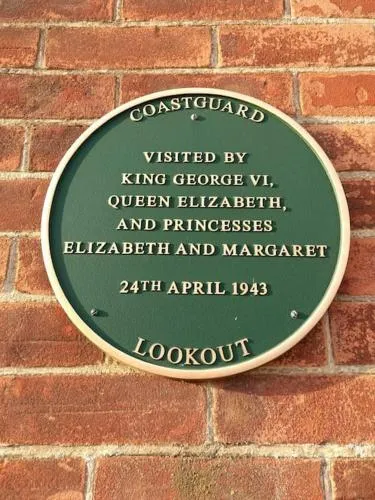 COASTGUARD
VISITED BY
KING GEORGE VI,
QUEEN ELIZABETH,
AND PRINCESSES
ELIZABETH AND MARGARET
24TH APRIL 1943
LOOKOUT